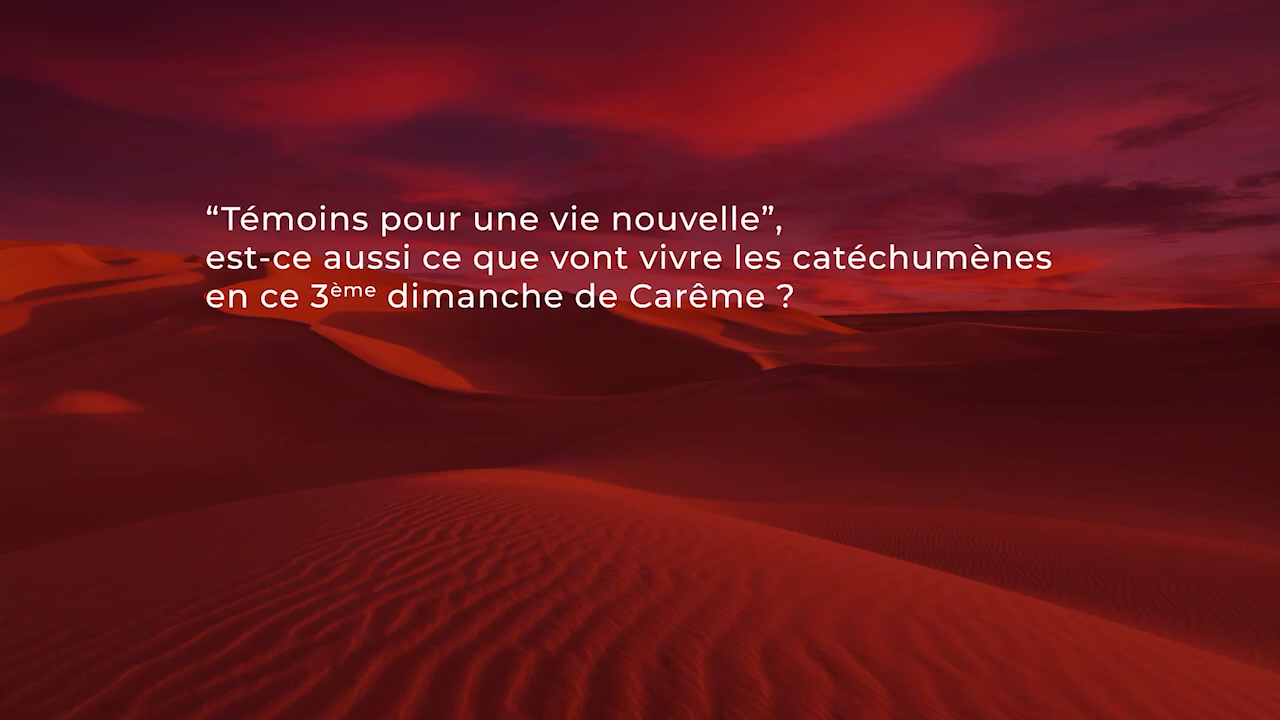 “Témoins pour une vie nouvelle”,
est-ce aussi ce que vont vivre les catéchumènes
en ce 3ème dimanche de Carême ?